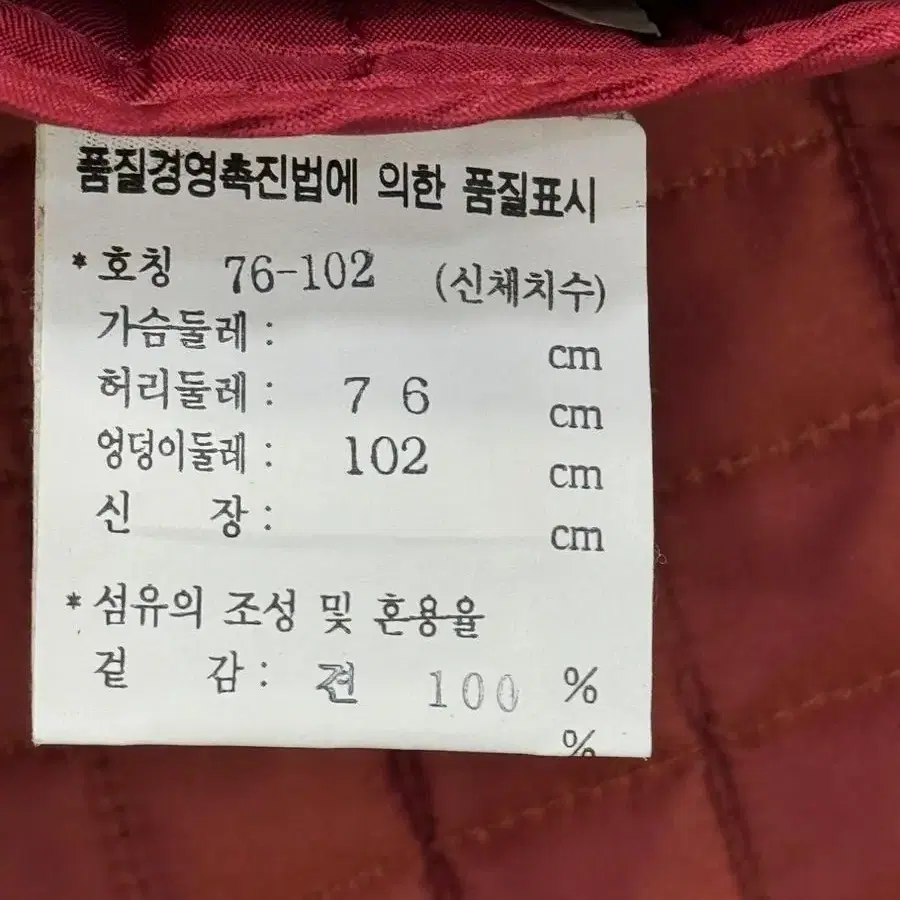 품질경영촉진법에 의한 품질표시
* 호칭 76-102 (신체치수)
가슴둘레 : cm
허리둘레 : 76 cm
엉덩이둘레 : 102 cm
신 장 : cm
* 섬유의 조성 및 혼용율
겉 감 : 견 100 %
%